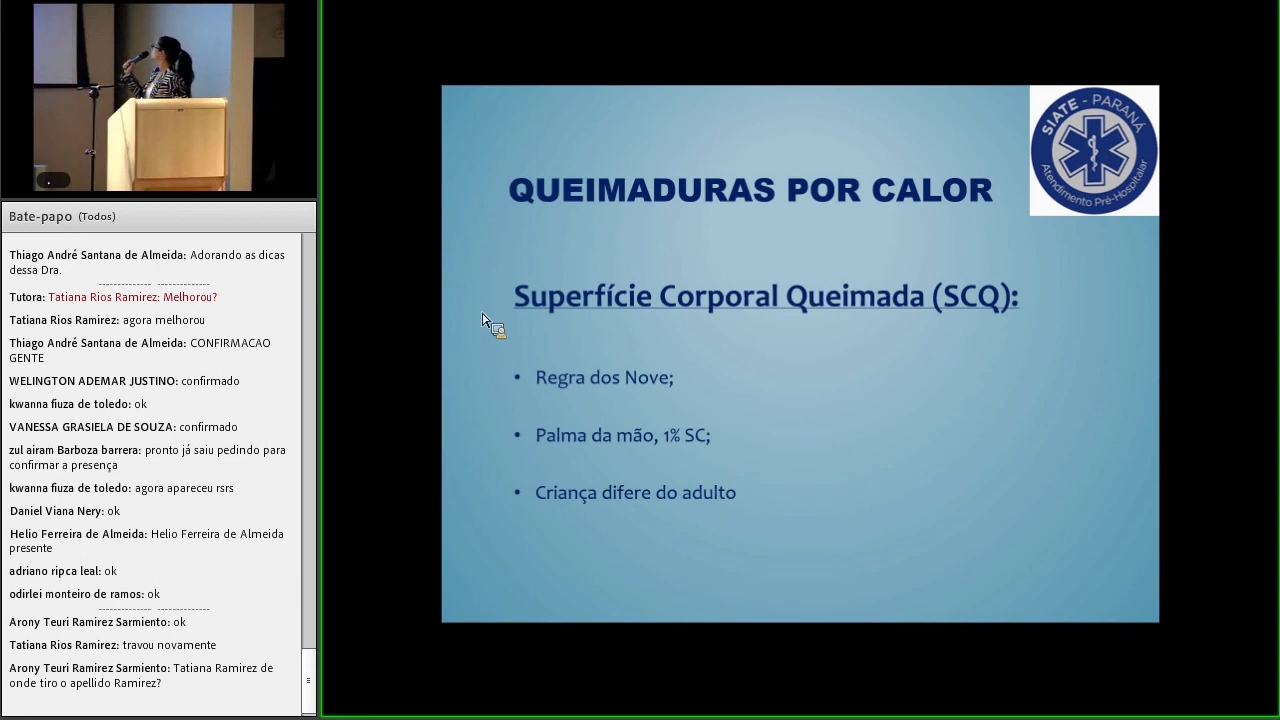 Bate-papo (Todos)
Thiago André Santana de Almeida: Adorando as dicas
dessa Dra.
-------------- --------------
Tutora: Tatiana Rios Ramirez: Melhorou?
Tatiana Rios Ramirez: agora melhorou
Thiago André Santana de Almeida: CONFIRMACAO
GENTE
WELINGTON ADEMAR JUSTINO: confirmado
kwanna fiuza de toledo: ok
VANESSA GRASIELA DE SOUZA: confirmado
zul airam Barboza barrera: pronto já saiu pedindo para
confirmar a presença
kwanna fiuza de toledo: agora apareceu rsrs
Daniel Viana Nery: ok
Helio Ferreira de Almeida: Helio Ferreira de Almeida
presente
adriano ripca leal: ok
odirlei monteiro de ramos: ok
-------------- --------------
Arony Teuri Ramirez Sarmiento: ok
Tatiana Rios Ramirez: travou novamente
Arony Teuri Ramirez Sarmiento: Tatiana Ramirez de
onde tiro o apellido Ramirez?
SIATE - PARANÁ
Atendimento Pré-Hospitalar
QUEIMADURAS POR CALOR
Superfície Corporal Queimada (SCQ):
• Regra dos Nove;
• Palma da mão, 1% SC;
• Criança difere do adulto